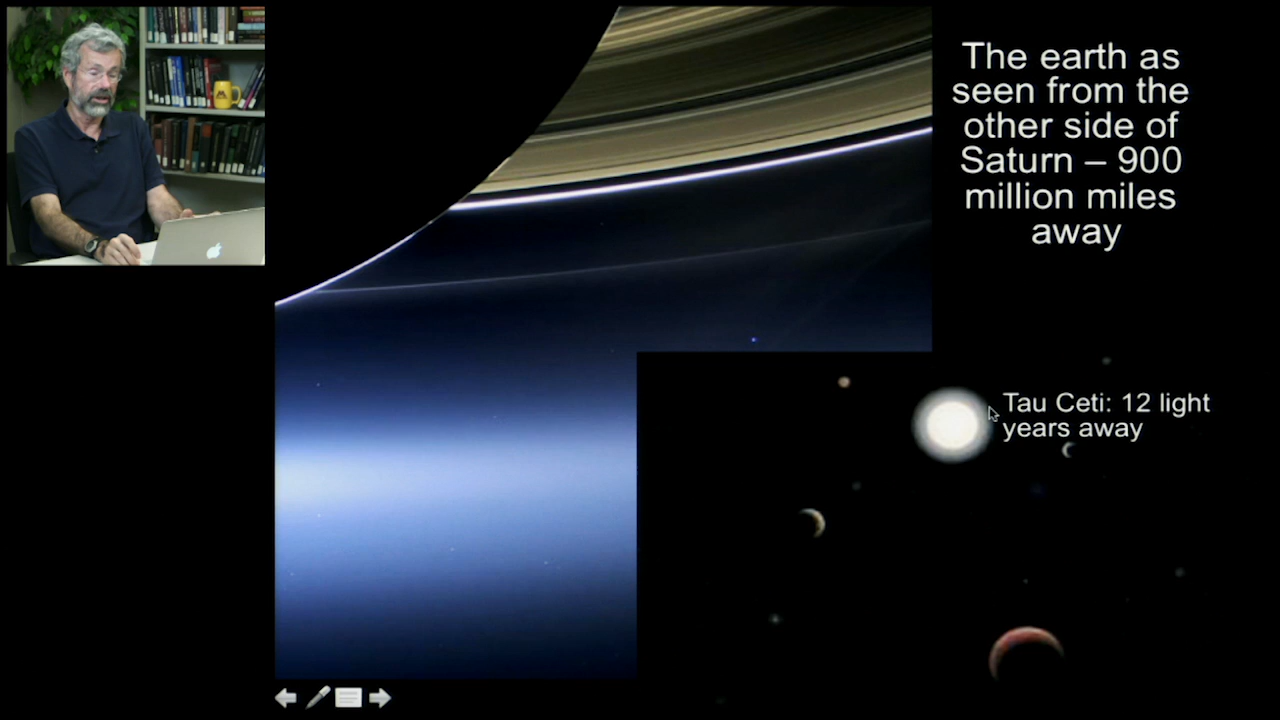 The earth as
seen from the
other side of
Saturn – 900
million miles
away
Tau Ceti: 12 light
years away